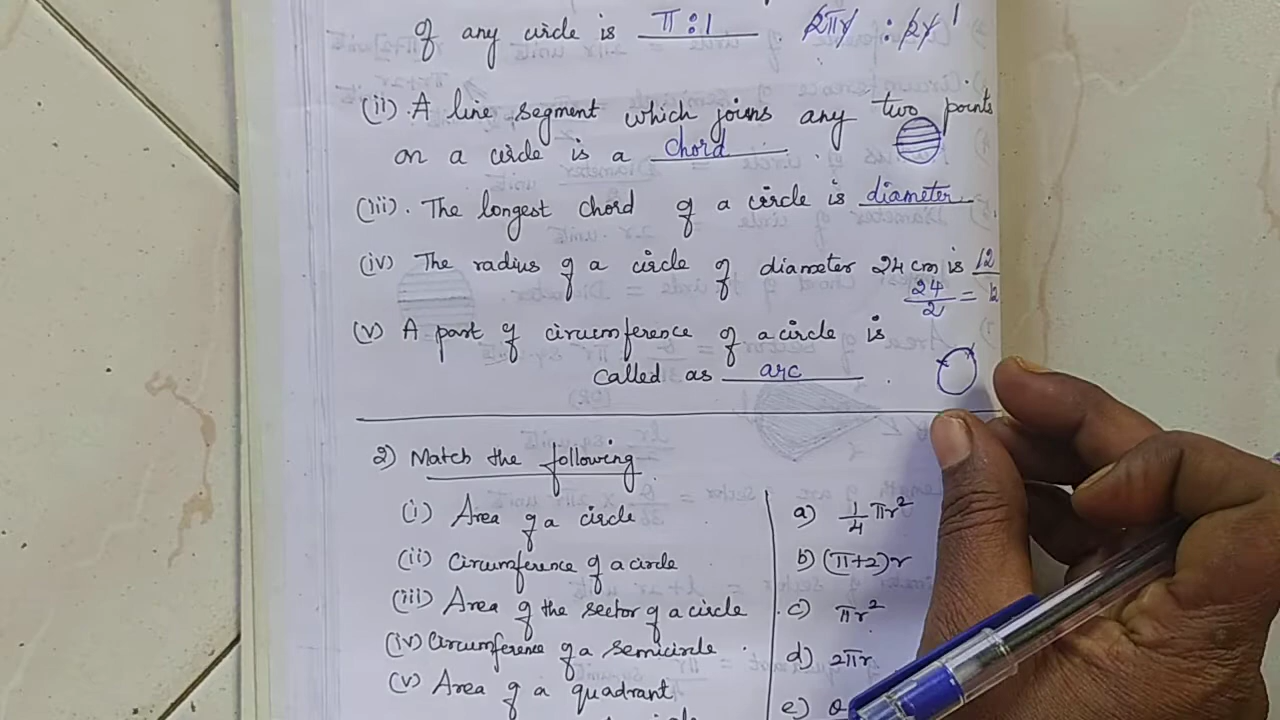 of any circle is π:1 2πr : 2r 1
(ii). A line segment which joins any two points
on a circle is a chord.
(iii). The longest chord of a circle is diameter.
(iv) The radius of a circle of diameter 24 cm is 12
24/2 = 12
(v) A part of circumference of a circle is
called as arc.
2) Match the following
(i) Area of a circle
a) 1/4 πr²
(ii) Circumference of a circle
b) (π+2)r
(iii) Area of the sector of a circle
c) πr²
(iv) Circumference of a semicircle.
d) 2πr
(v) Area of a quadrant
e) θ